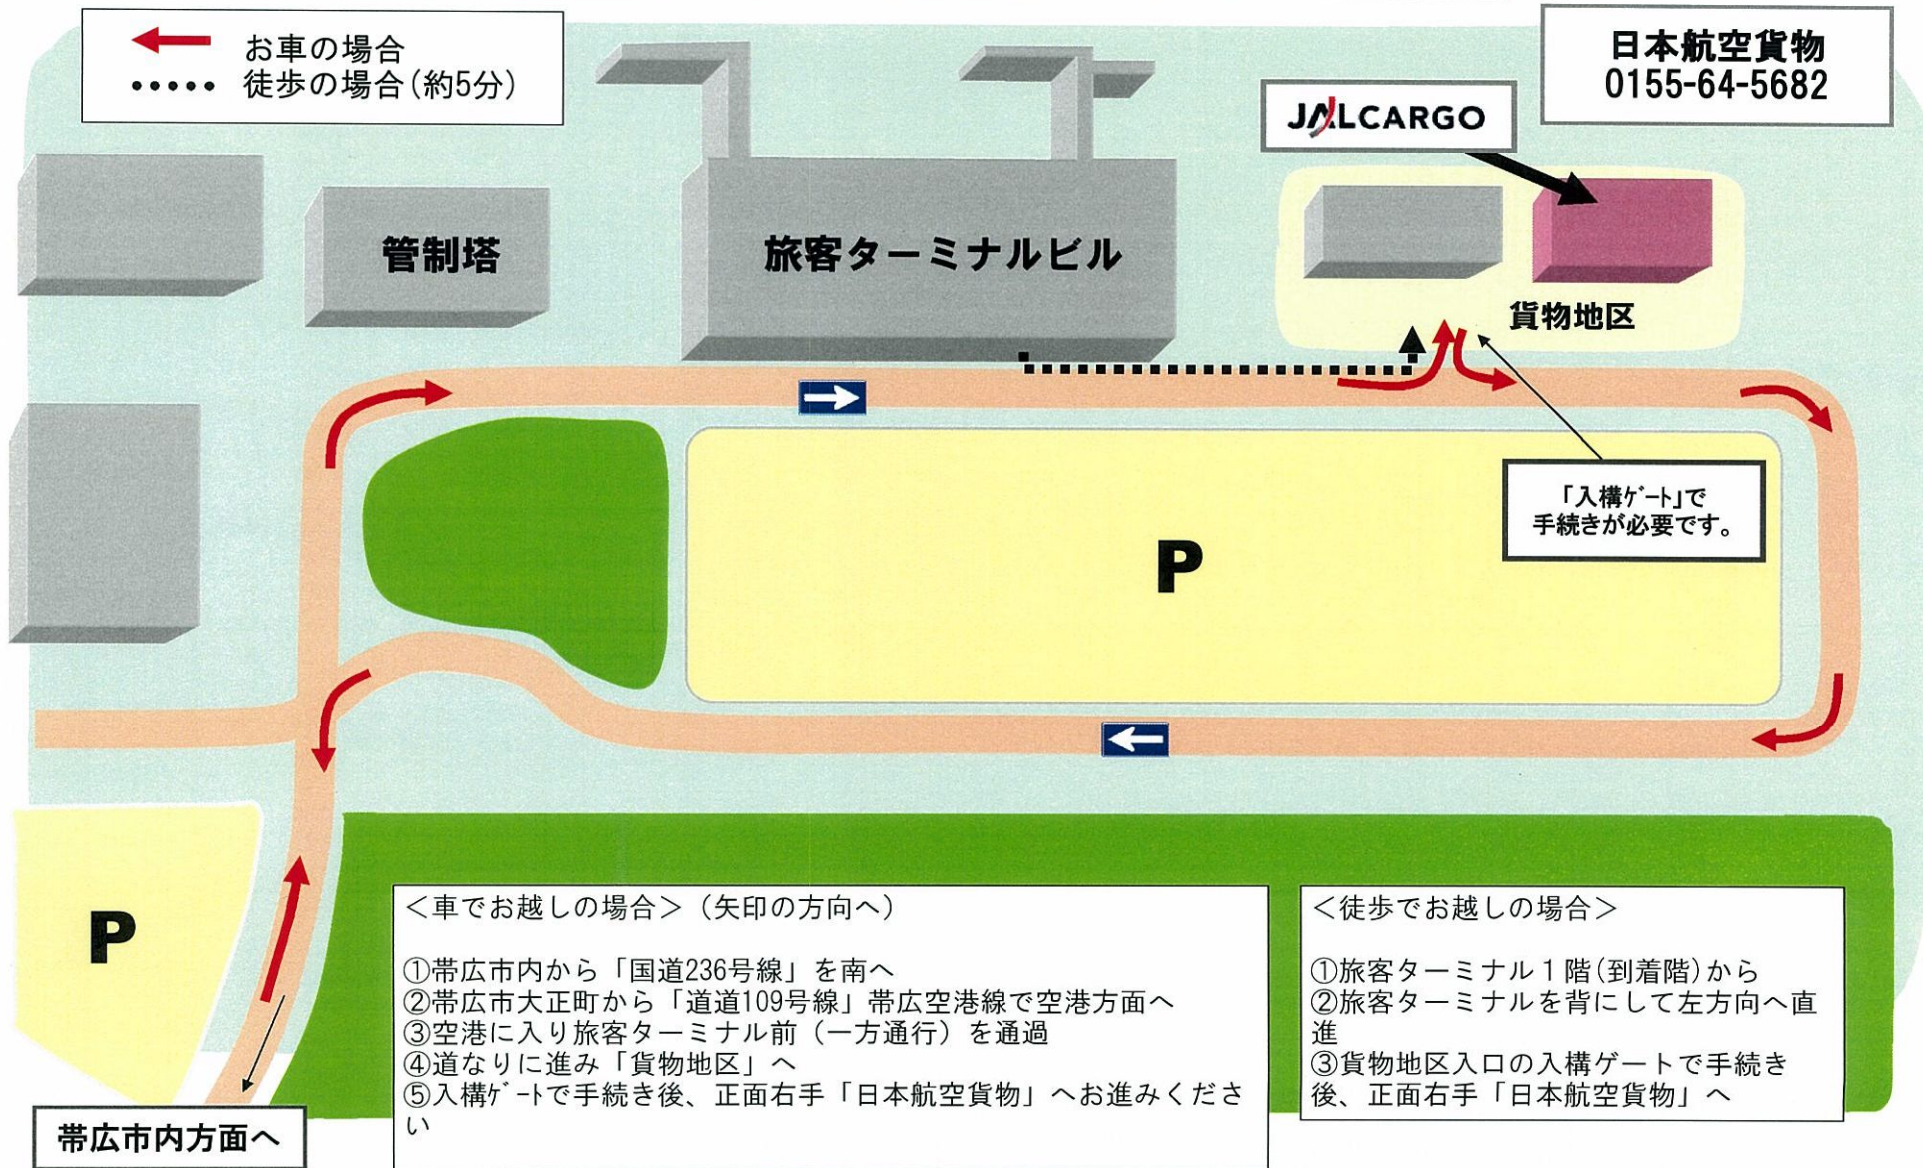 お車の場合
徒歩の場合(約5分)
日本航空貨物
0155-64-5682
JALCARGO
管制塔
旅客ターミナルビル
貨物地区
「入構ｹﾞｰﾄ」で
手続きが必要です。
P
P
＜車でお越しの場合＞（矢印の方向へ）
①帯広市内から「国道236号線」を南へ
②帯広市大正町から「道道109号線」帯広空港線で空港方面へ
③空港に入り旅客ターミナル前（一方通行）を通過
④道なりに進み「貨物地区」へ
⑤入構ｹﾞｰﾄで手続き後、正面右手「日本航空貨物」へお進みくださ
い
＜徒歩でお越しの場合＞
①旅客ターミナル１階(到着階)から
②旅客ターミナルを背にして左方向へ直
進
③貨物地区入口の入構ゲートで手続き
後、正面右手「日本航空貨物」へ
帯広市内方面へ